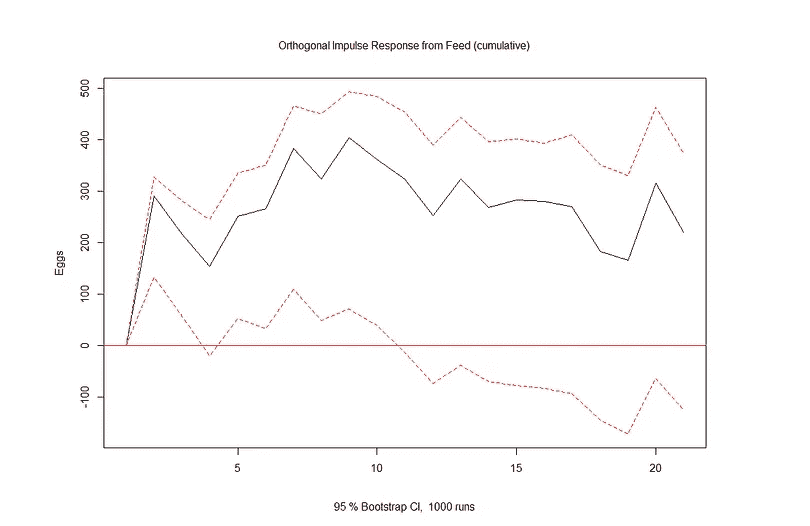 Orthogonal Impulse Response from Feed (cumulative)
500
400
300
200
100
0
-100
Eggs
5 10 15 20
95 % Bootstrap CI, 1000 runs